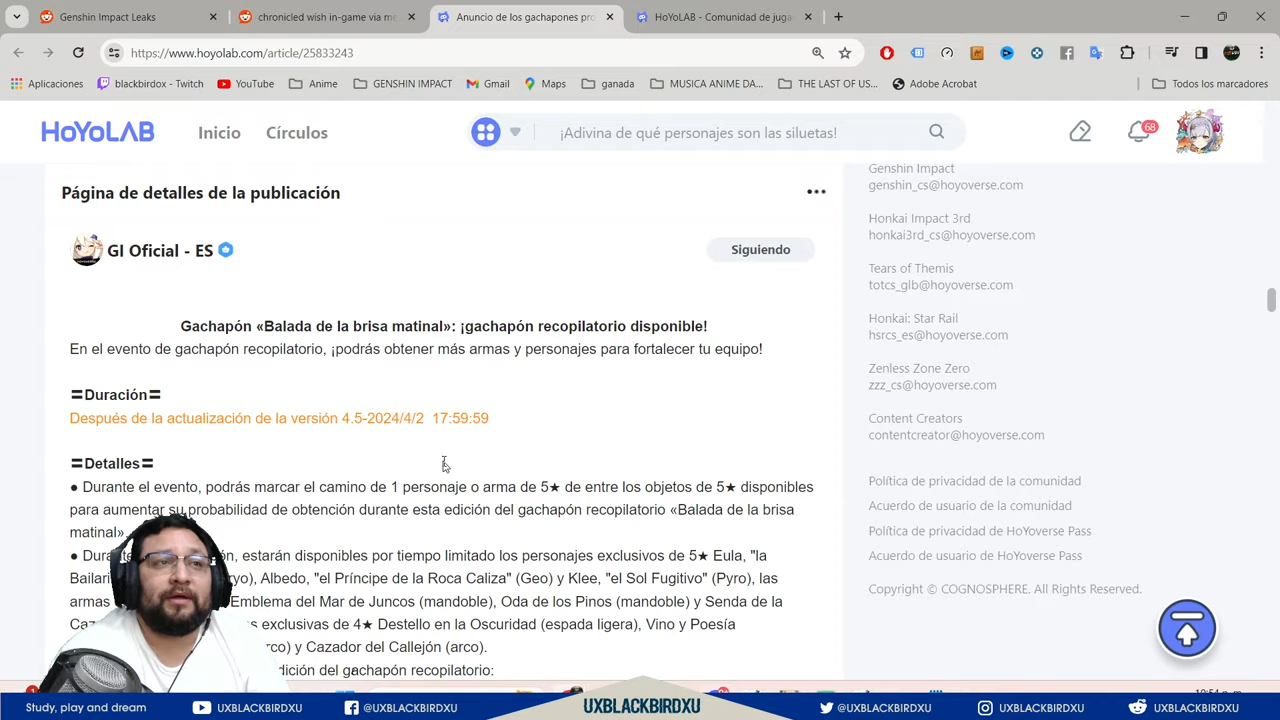 Genshin Impact Leaks
chronicled wish in-game via me
Anuncio de los gachapones pro
HoYoLAB - Comunidad de juga
https://www.hoyolab.com/article/25833243
Aplicaciones
blackbirdox - Twitch
YouTube
Anime
GENSHIN IMPACT
Gmail
Maps
ganada
MUSICA ANIME DA...
THE LAST OF US...
Adobe Acrobat
Todos los marcadores
HoYoLAB
Inicio
Círculos
¡Adivina de qué personajes son las siluetas!
68
Página de detalles de la publicación
GI Oficial - ES
Siguiendo
Gachapón «Balada de la brisa matinal»: ¡gachapón recopilatorio disponible!
En el evento de gachapón recopilatorio, ¡podrás obtener más armas y personajes para fortalecer tu equipo!
〓Duración〓
Después de la actualización de la versión 4.5-2024/4/2 17:59:59
〓Detalles〓
● Durante el evento, podrás marcar el camino de 1 personaje o arma de 5★ de entre los objetos de 5★ disponibles
para aumentar su probabilidad de obtención durante esta edición del gachapón recopilatorio «Balada de la brisa
matinal».
● Durante ón, estarán disponibles por tiempo limitado los personajes exclusivos de 5★ Eula, "la
Bailari ryo), Albedo, "el Príncipe de la Roca Caliza" (Geo) y Klee, "el Sol Fugitivo" (Pyro), las
armas Emblema del Mar de Juncos (mandoble), Oda de los Pinos (mandoble) y Senda de la
Caz s exclusivas de 4★ Destello en la Oscuridad (espada ligera), Vino y Poesía
rco) y Cazador del Callejón (arco).
dición del gachapón recopilatorio:
Genshin Impact
genshin_cs@hoyoverse.com
Honkai Impact 3rd
honkai3rd_cs@hoyoverse.com
Tears of Themis
totcs_glb@hoyoverse.com
Honkai: Star Rail
hsrcs_es@hoyoverse.com
Zenless Zone Zero
zzz_cs@hoyoverse.com
Content Creators
contentcreator@hoyoverse.com
Política de privacidad de la comunidad
Acuerdo de usuario de la comunidad
Política de privacidad de HoYoverse Pass
Acuerdo de usuario de HoYoverse Pass
Copyright © COGNOSPHERE. All Rights Reserved.
Study, play and dream
UXBLACKBIRDXU
@UXBLACKBIRDXU
UXBLACKBIRDXU
@UXBLACKBIRDXU
UXBLACKBIRDXU
UXBLACKBIRDXU